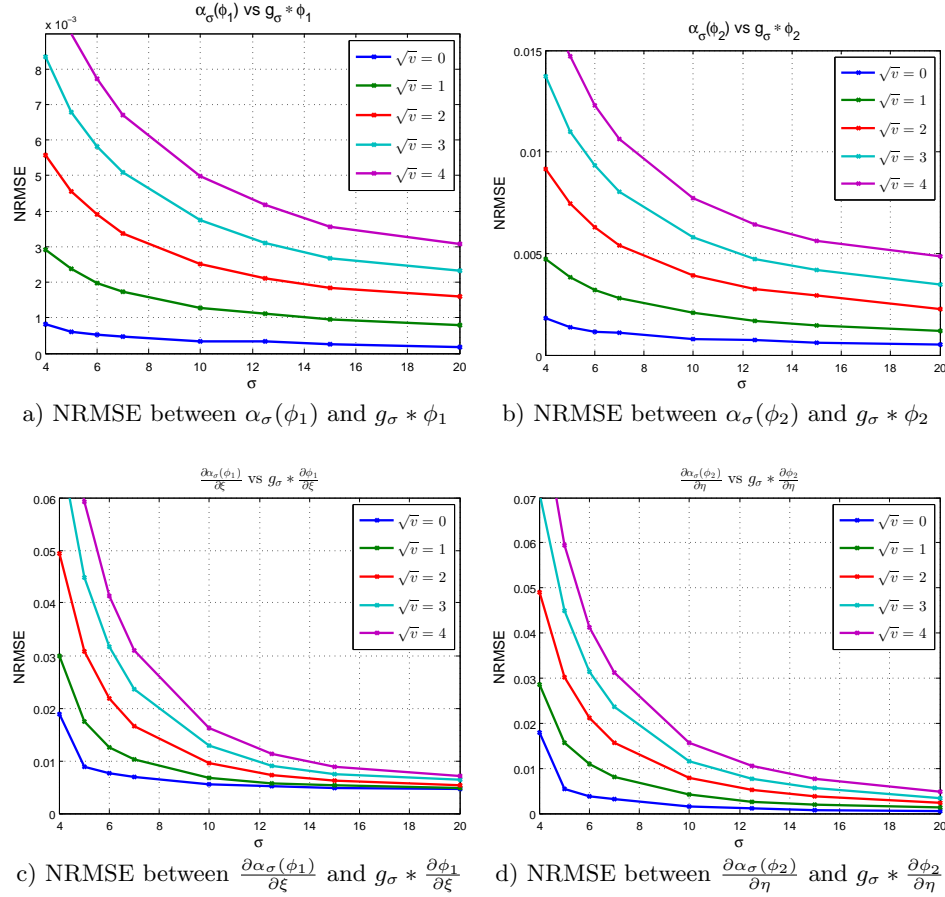 α_σ(ϕ_1) vs g_σ * ϕ_1
x 10^-3
9
8
7
6
5
4
3
2
1
0
NRMSE
4 6 8 10 12 14 16 18 20
σ
√v = 0
√v = 1
√v = 2
√v = 3
√v = 4
a) NRMSE between α_σ(ϕ_1) and g_σ * ϕ_1
α_σ(ϕ_2) vs g_σ * ϕ_2
0.015
0.01
0.005
0
NRMSE
4 6 8 10 12 14 16 18 20
σ
√v = 0
√v = 1
√v = 2
√v = 3
√v = 4
b) NRMSE between α_σ(ϕ_2) and g_σ * ϕ_2
∂α_σ(ϕ_1)/∂ξ vs g_σ * ∂ϕ_1/∂ξ
0.06
0.05
0.04
0.03
0.02
0.01
0
NRMSE
4 6 8 10 12 14 16 18 20
σ
√v = 0
√v = 1
√v = 2
√v = 3
√v = 4
c) NRMSE between ∂α_σ(ϕ_1)/∂ξ and g_σ * ∂ϕ_1/∂ξ
∂α_σ(ϕ_2)/∂η vs g_σ * ∂ϕ_2/∂η
0.07
0.06
0.05
0.04
0.03
0.02
0.01
0
NRMSE
4 6 8 10 12 14 16 18 20
σ
√v = 0
√v = 1
√v = 2
√v = 3
√v = 4
d) NRMSE between ∂α_σ(ϕ_2)/∂η and g_σ * ∂ϕ_2/∂η